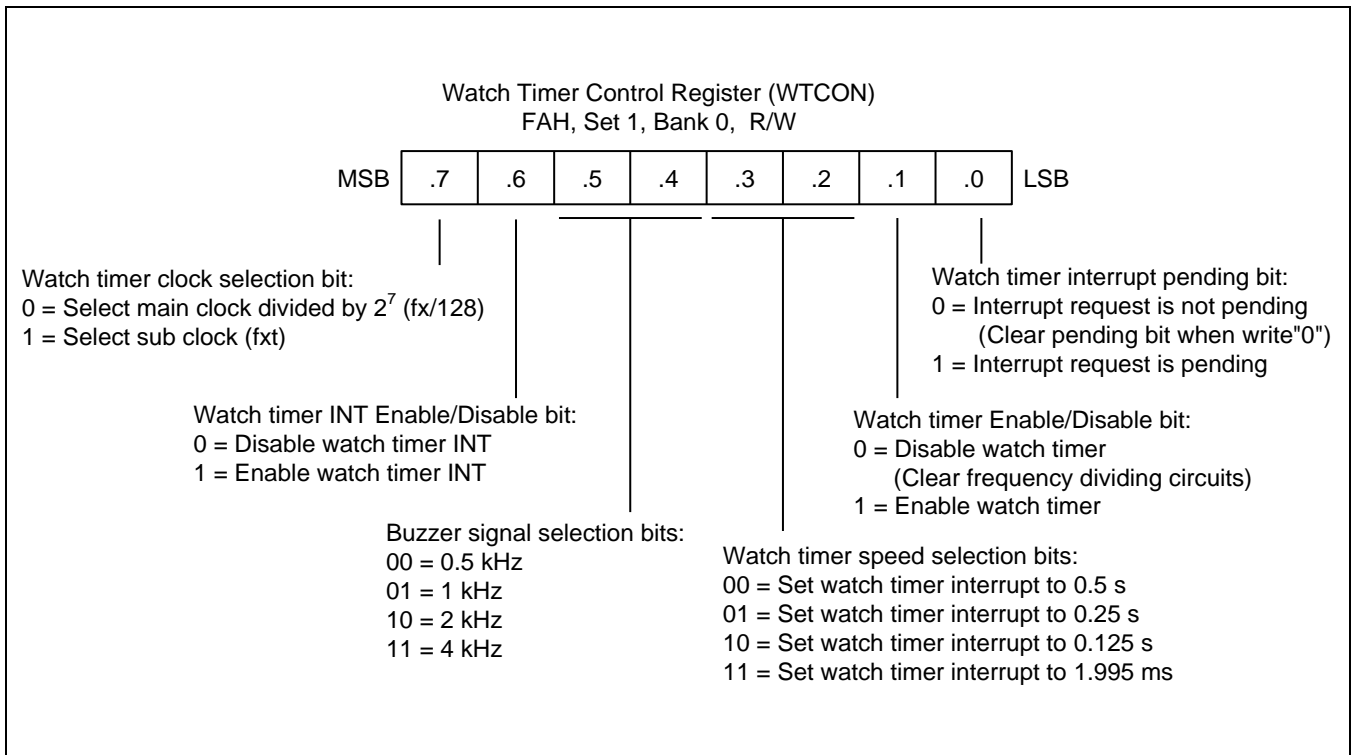 Watch Timer Control Register (WTCON)
FAH, Set 1, Bank 0, R/W
MSB .7 .6 .5 .4 .3 .2 .1 .0 LSB
Watch timer clock selection bit:
0 = Select main clock divided by 2⁷ (fx/128)
1 = Select sub clock (fxt)
Watch timer interrupt pending bit:
0 = Interrupt request is not pending
(Clear pending bit when write"0")
1 = Interrupt request is pending
Watch timer INT Enable/Disable bit:
0 = Disable watch timer INT
1 = Enable watch timer INT
Watch timer Enable/Disable bit:
0 = Disable watch timer
(Clear frequency dividing circuits)
1 = Enable watch timer
Buzzer signal selection bits:
00 = 0.5 kHz
01 = 1 kHz
10 = 2 kHz
11 = 4 kHz
Watch timer speed selection bits:
00 = Set watch timer interrupt to 0.5 s
01 = Set watch timer interrupt to 0.25 s
10 = Set watch timer interrupt to 0.125 s
11 = Set watch timer interrupt to 1.995 ms